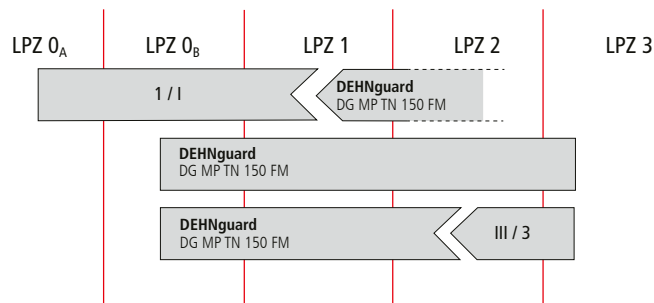 LPZ 0A LPZ 0B LPZ 1 LPZ 2 LPZ 3
1 / I
DEHNguard
DG MP TN 150 FM
DEHNguard
DG MP TN 150 FM
DEHNguard
DG MP TN 150 FM
III / 3